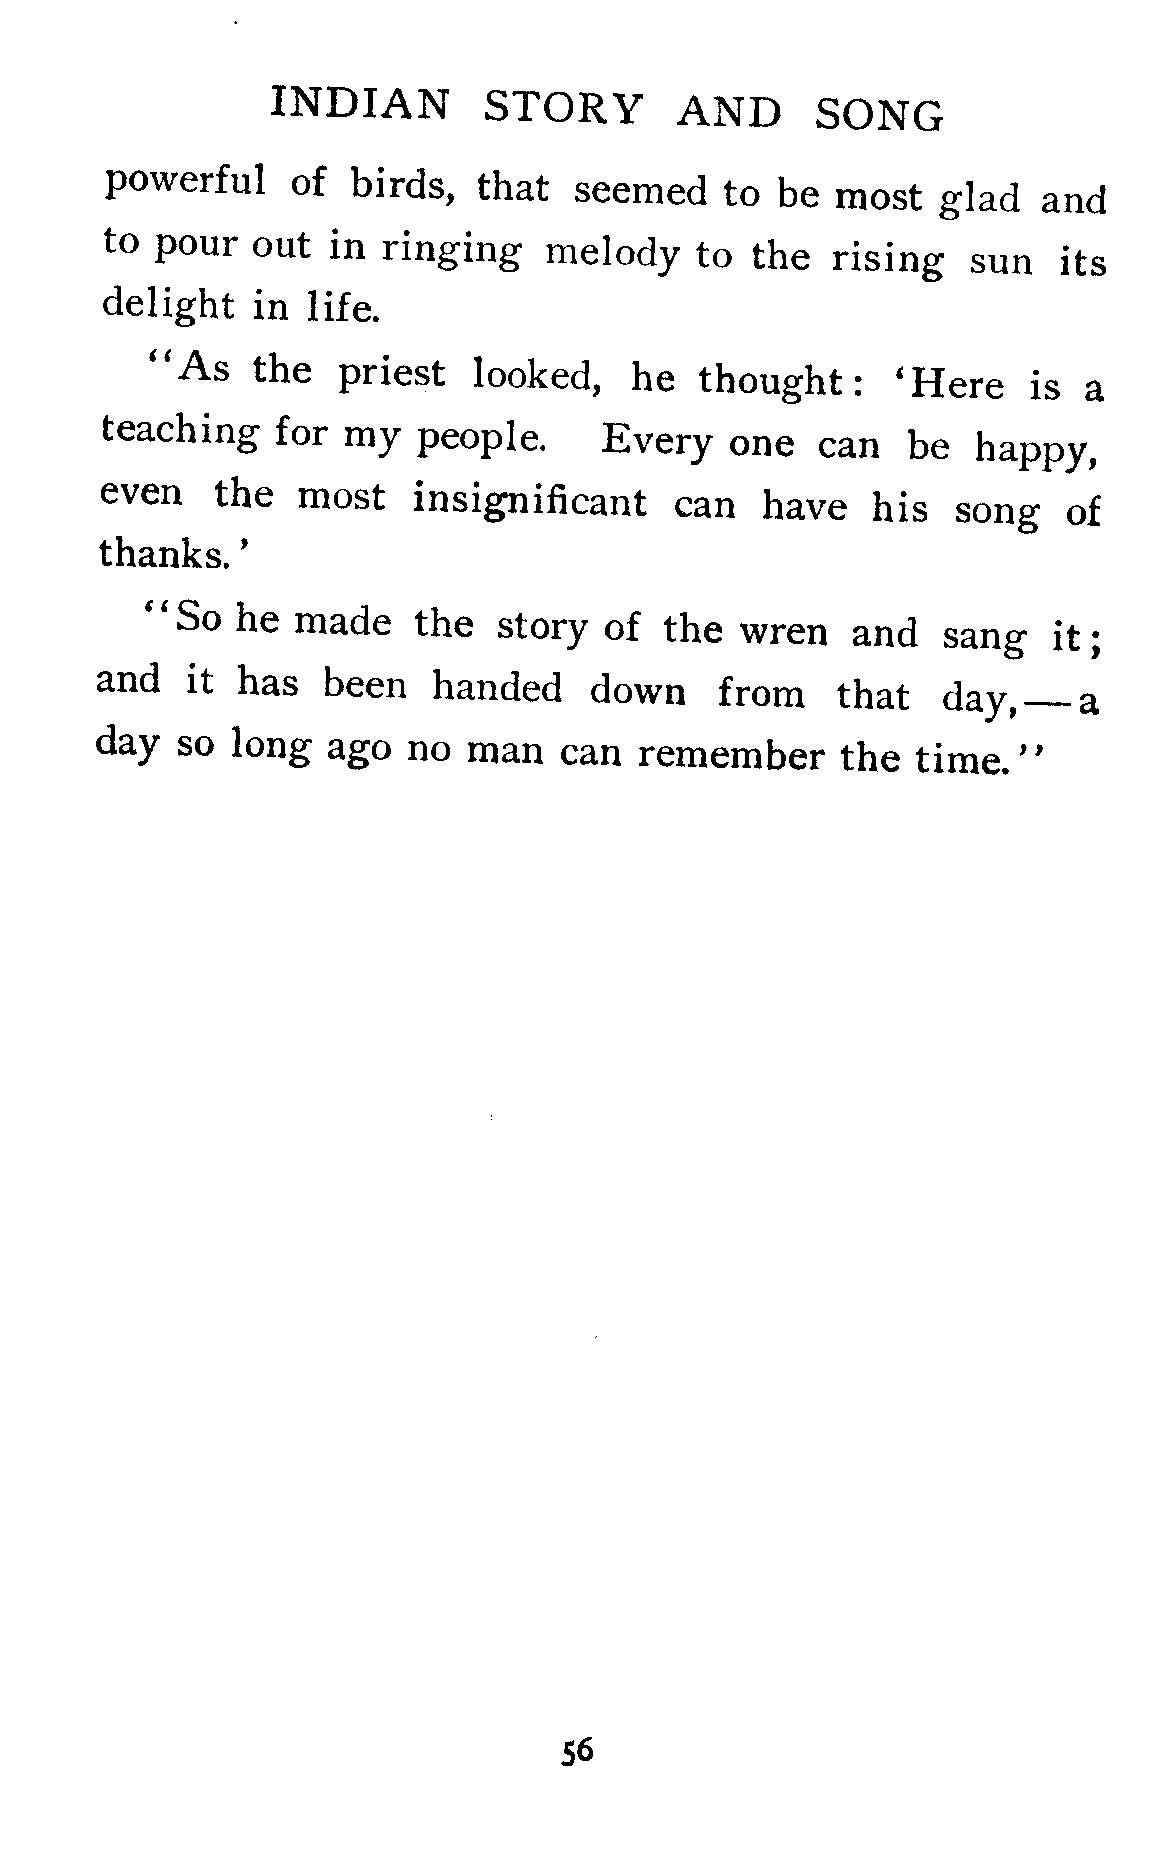 INDIAN STORY AND SONG
powerful of birds, that seemed to be most glad and
to pour out in ringing melody to the rising sun its
delight in life.
“As the priest looked, he thought: ‘Here is a
teaching for my people. Every one can be happy,
even the most insignificant can have his song of
thanks.’
“So he made the story of the wren and sang it;
and it has been handed down from that day,—a
day so long ago no man can remember the time.”
56